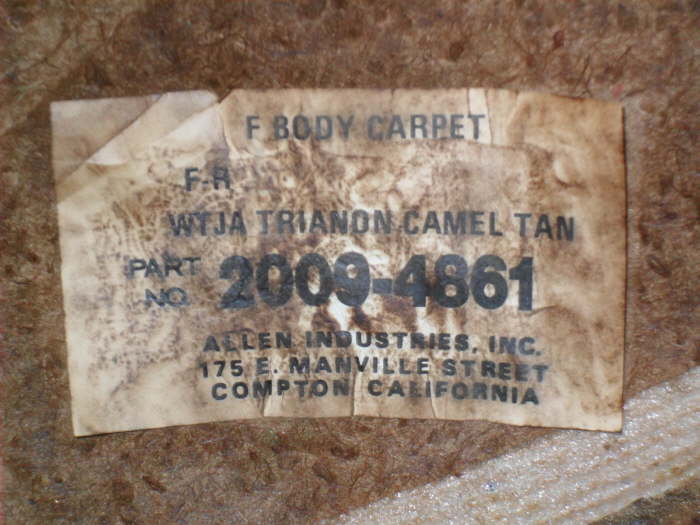 F BODY CARPET
F-R
WTJA TRIANON CAMEL TAN
PART NO. 2009-4861
ALLEN INDUSTRIES, INC.
175 E. MANVILLE STREET
COMPTON, CALIFORNIA